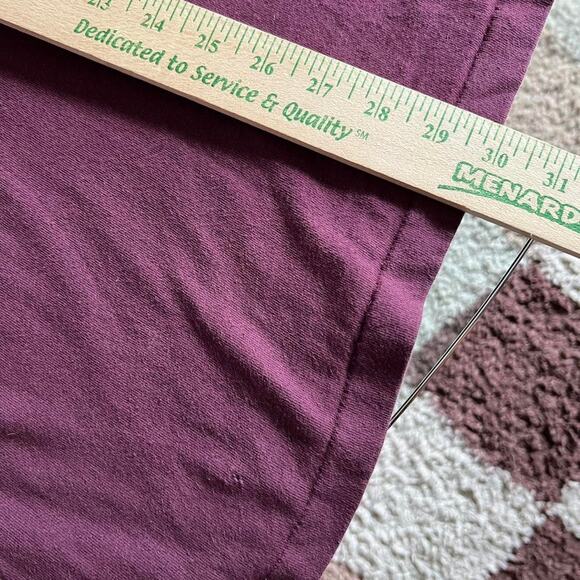 23 24 25 26 27 28 29 30 31
Dedicated to Service & Quality SM
MENARD